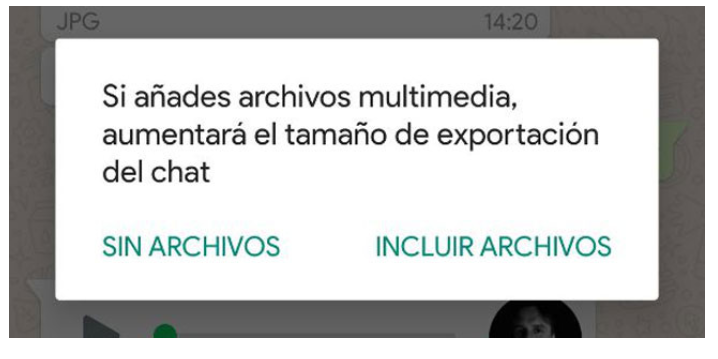 JPG 14:20
Si añades archivos multimedia,
aumentará el tamaño de exportación
del chat
SIN ARCHIVOS INCLUIR ARCHIVOS